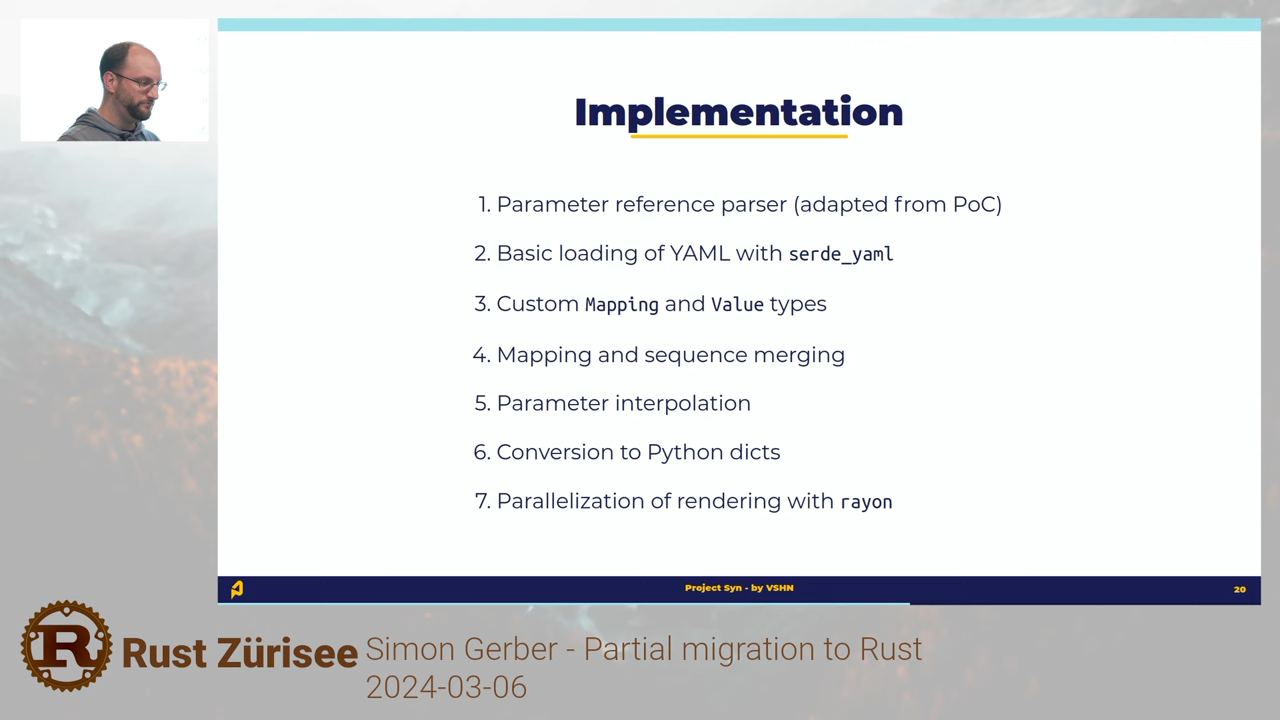 Implementation
1. Parameter reference parser (adapted from PoC)
2. Basic loading of YAML with serde_yaml
3. Custom Mapping and Value types
4. Mapping and sequence merging
5. Parameter interpolation
6. Conversion to Python dicts
7. Parallelization of rendering with rayon
Project Syn - by VSHN
20
R
Rust Zürisee
Simon Gerber - Partial migration to Rust
2024-03-06